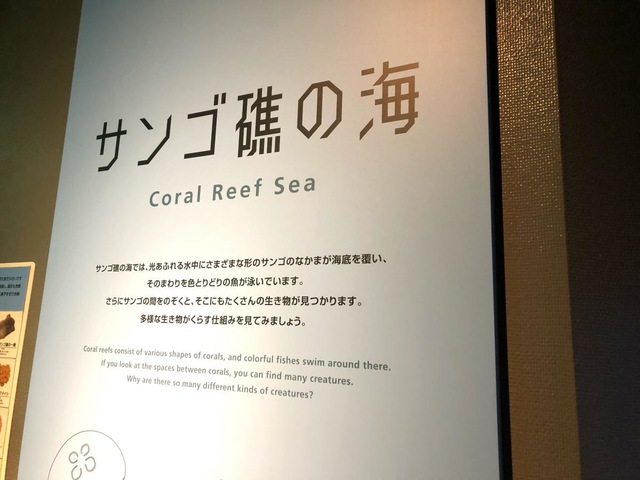 サンゴ礁の海
Coral Reef Sea
サンゴ礁の海では、光あふれる水中にさまざまな形のサンゴのなかまが海底を覆い、
そのまわりを色とりどりの魚が泳いでいます。
さらにサンゴの間をのぞくと、そこにもたくさんの生き物が見つかります。
多様な生き物がくらす仕組みを見てみましょう。
Coral reefs consist of various shapes of corals, and colorful fishes swim around there.
If you look at the spaces between corals, you can find many creatures.
Why are there so many different kinds of creatures?